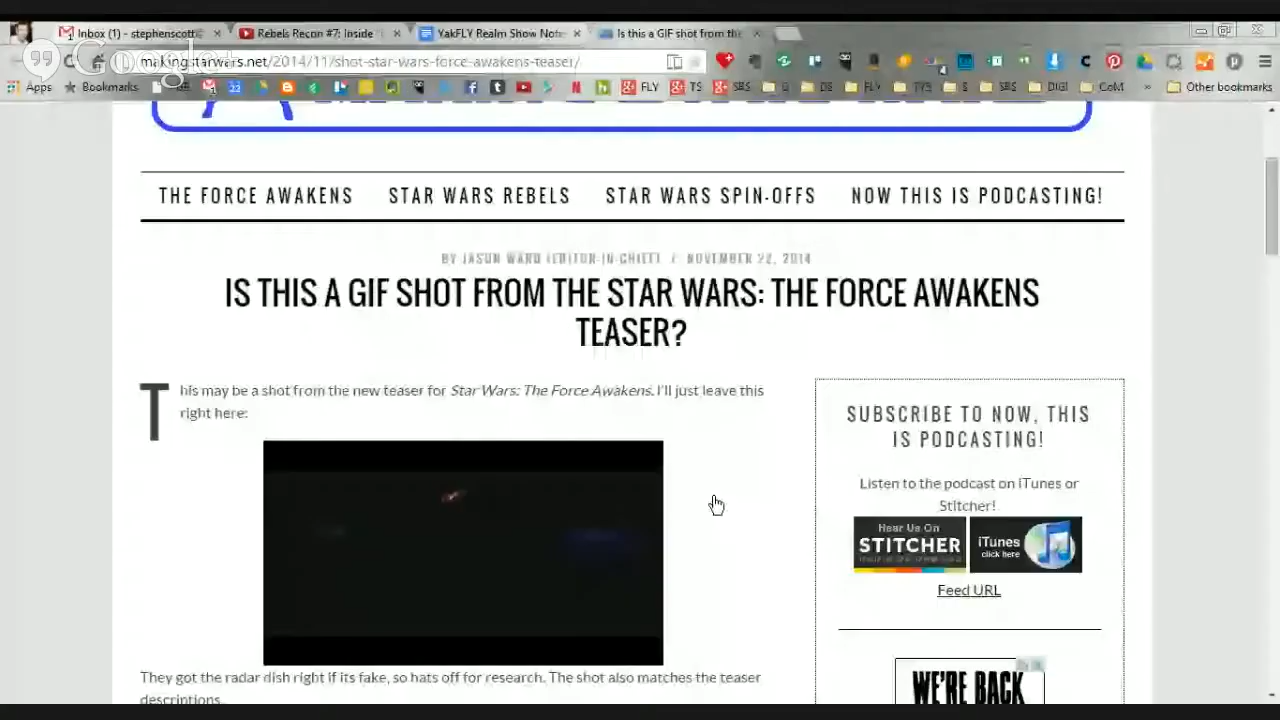 Inbox (1) - stephenscott
Rebels Recon #7: Inside
YakFLY Realm Show Note
Is this a GIF shot from the
Google+
makingstarwars.net/2014/11/shot-star-wars-force-awakens-tease
Apps
Bookmarks
FLY
TS
SBS
G
DS
FLY
TYS
S
SBS
DIGI
CoM
»
Other bookmarks
THE FORCE AWAKENS STAR WARS REBELS STAR WARS SPIN-OFFS NOW THIS IS PODCASTING!
BY JASON WARD (EDITOR-IN-CHIEF) / NOVEMBER 22, 2014
IS THIS A GIF SHOT FROM THE STAR WARS: THE FORCE AWAKENS
TEASER?
This may be a shot from the new teaser for Star Wars: The Force Awakens. I'll just leave this
right here:
They got the radar dish right if its fake, so hats off for research. The shot also matches the teaser
descriptions.
SUBSCRIBE TO NOW, THIS
IS PODCASTING!
Listen to the podcast on iTunes or
Stitcher!
Hear Us On
STITCHER
iTunes
click here
Feed URL
WE'RE BACK